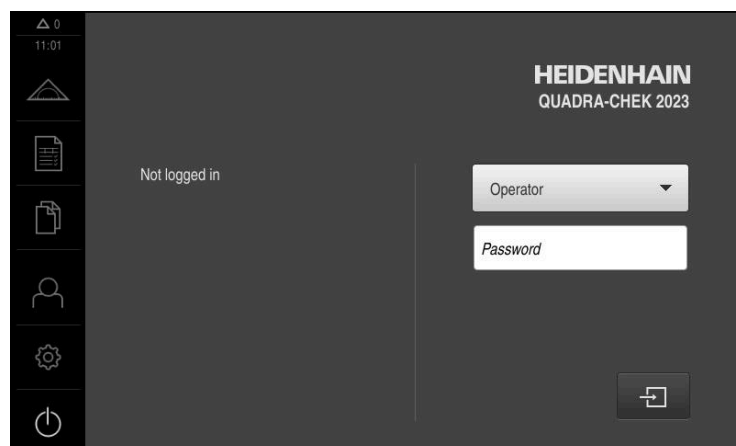 0
11:01
HEIDENHAIN
QUADRA-CHEK 2023
Not logged in
Operator
Password